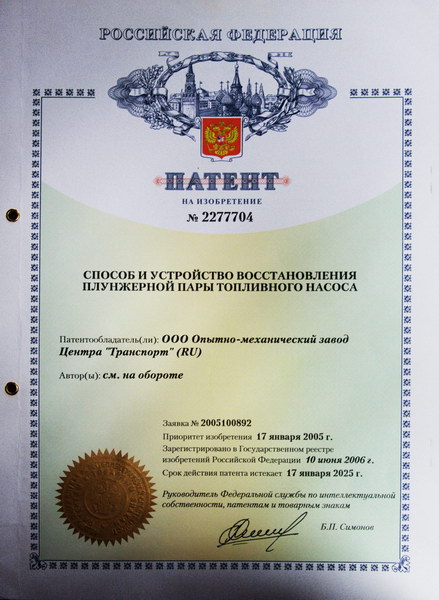 РОССИЙСКАЯ ФЕДЕРАЦИЯ
ПАТЕНТ
НА ИЗОБРЕТЕНИЕ
№ 2277704
СПОСОБ И УСТРОЙСТВО ВОССТАНОВЛЕНИЯ
ПЛУНЖЕРНОЙ ПАРЫ ТОПЛИВНОГО НАСОСА
Патентообладатель(ли): ООО Опытно-механический завод
Центра "Транспорт" (RU)
Автор(ы): см. на обороте
Заявка № 2005100892
Приоритет изобретения 17 января 2005 г.
Зарегистрировано в Государственном реестре
изобретений Российской Федерации 10 июня 2006 г.
Срок действия патента истекает 17 января 2025 г.
Руководитель Федеральной службы по интеллектуальной
собственности, патентам и товарным знакам
Б.П. Симонов